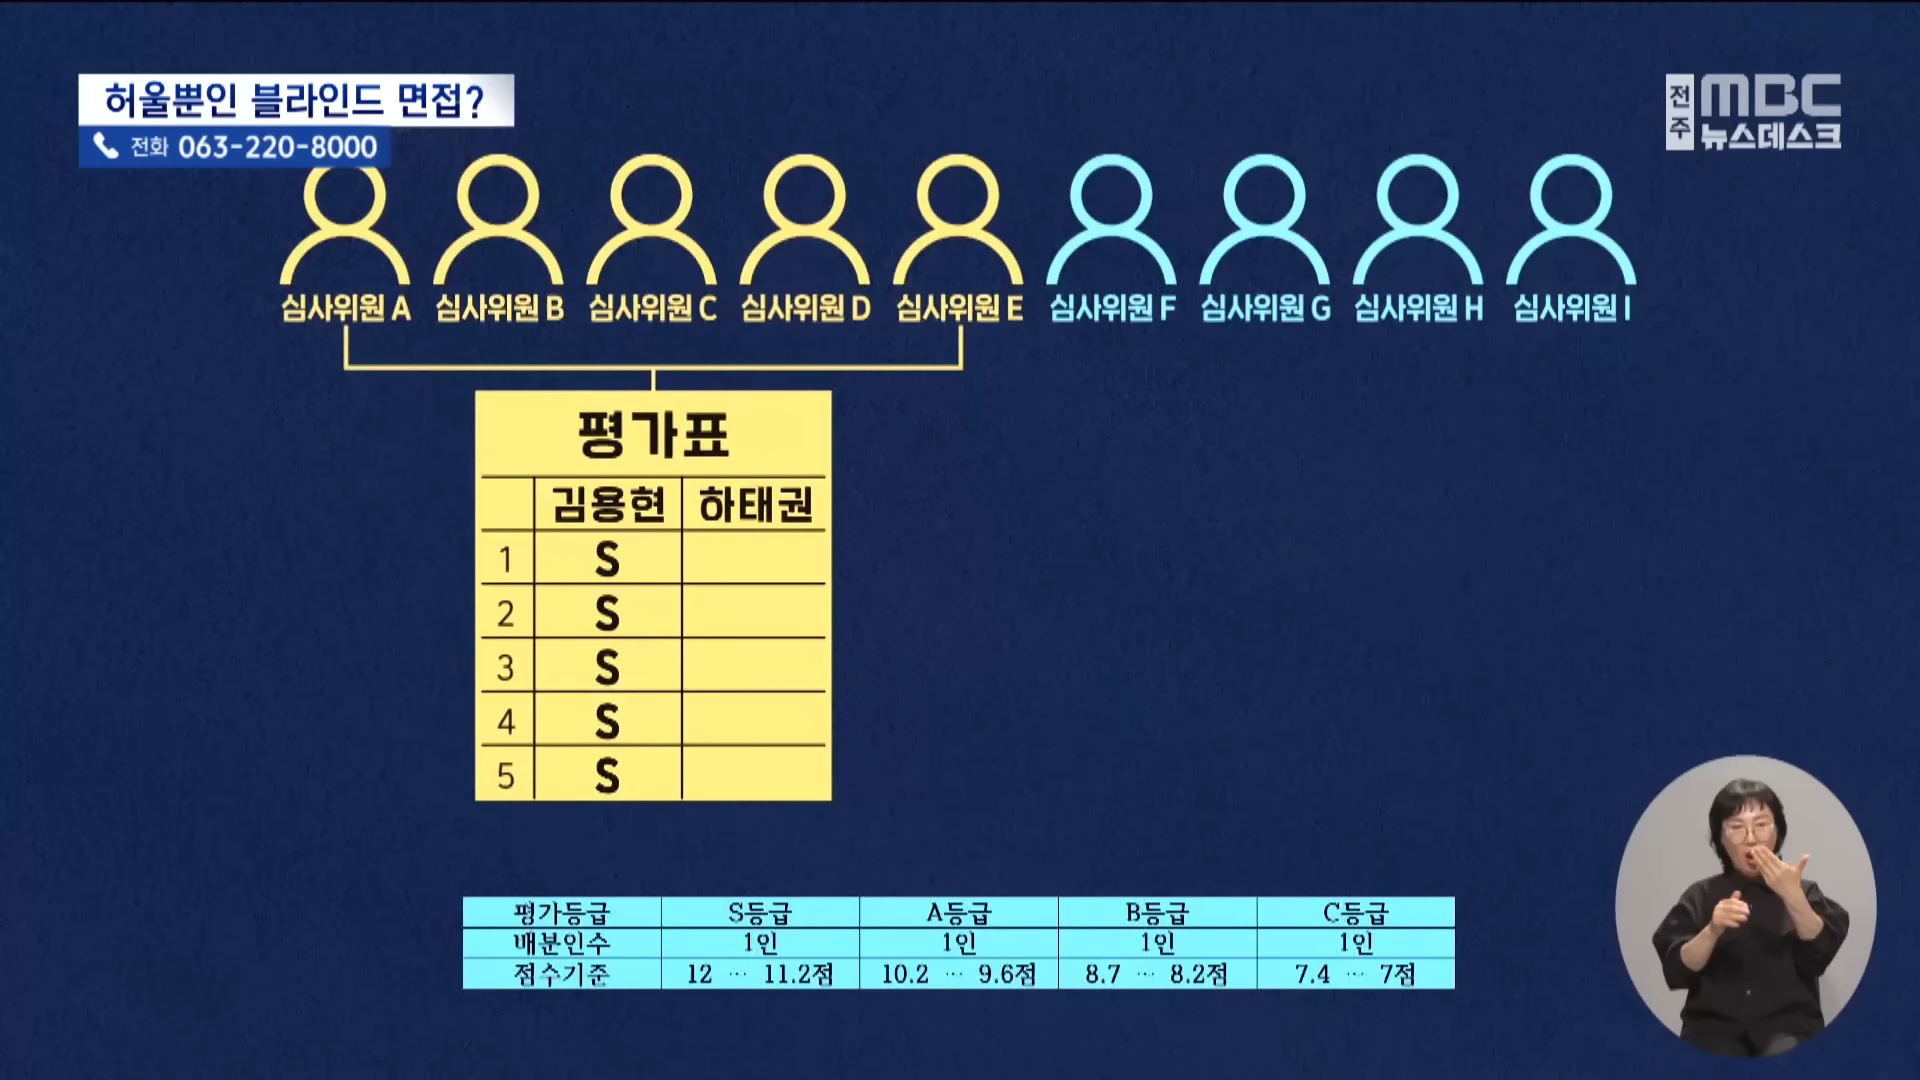 허울뿐인 블라인드 면접?
전화 063-220-8000
전주 MBC
뉴스데스크
심사위원 A 심사위원 B 심사위원 C 심사위원 D 심사위원 E 심사위원 F 심사위원 G 심사위원 H 심사위원 I
평가표
김용현 하태권
1 S
2 S
3 S
4 S
5 S
평가등급 S등급 A등급 B등급 C등급
배분인수 1인 1인 1인 1인
점수기준 12 … 11.2점 10.2 … 9.6점 8.7 … 8.2점 7.4 … 7점